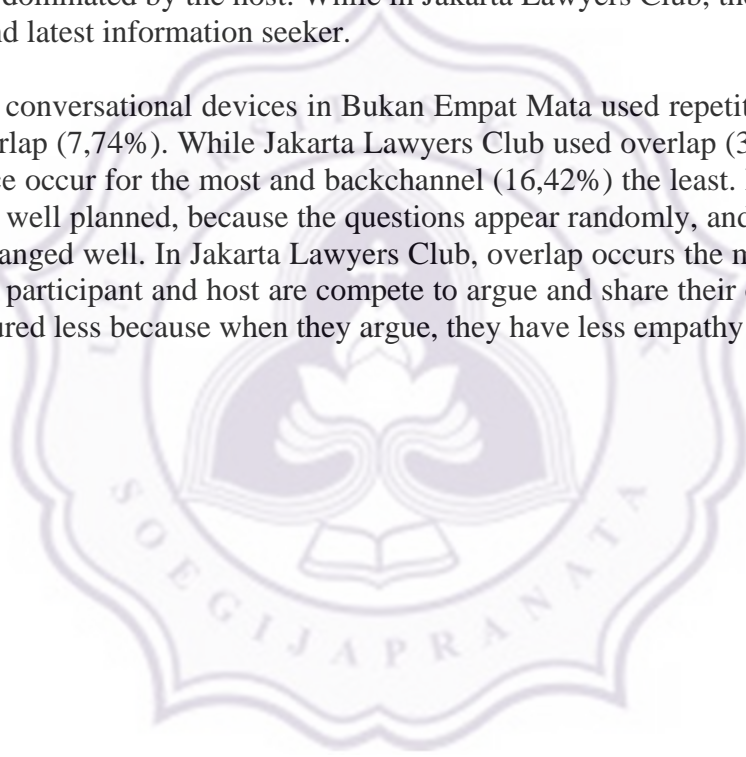 dominated by the host. While in Jakarta Lawyers Club, the
nd latest information seeker.
conversational devices in Bukan Empat Mata used repetit
rlap (7,74%). While Jakarta Lawyers Club used overlap (3
ce occur for the most and backchannel (16,42%) the least.
well planned, because the questions appear randomly, and
anged well. In Jakarta Lawyers Club, overlap occurs the m
participant and host are compete to argue and share their
ured less because when they argue, they have less empathy
SOEGIJAPRANATA